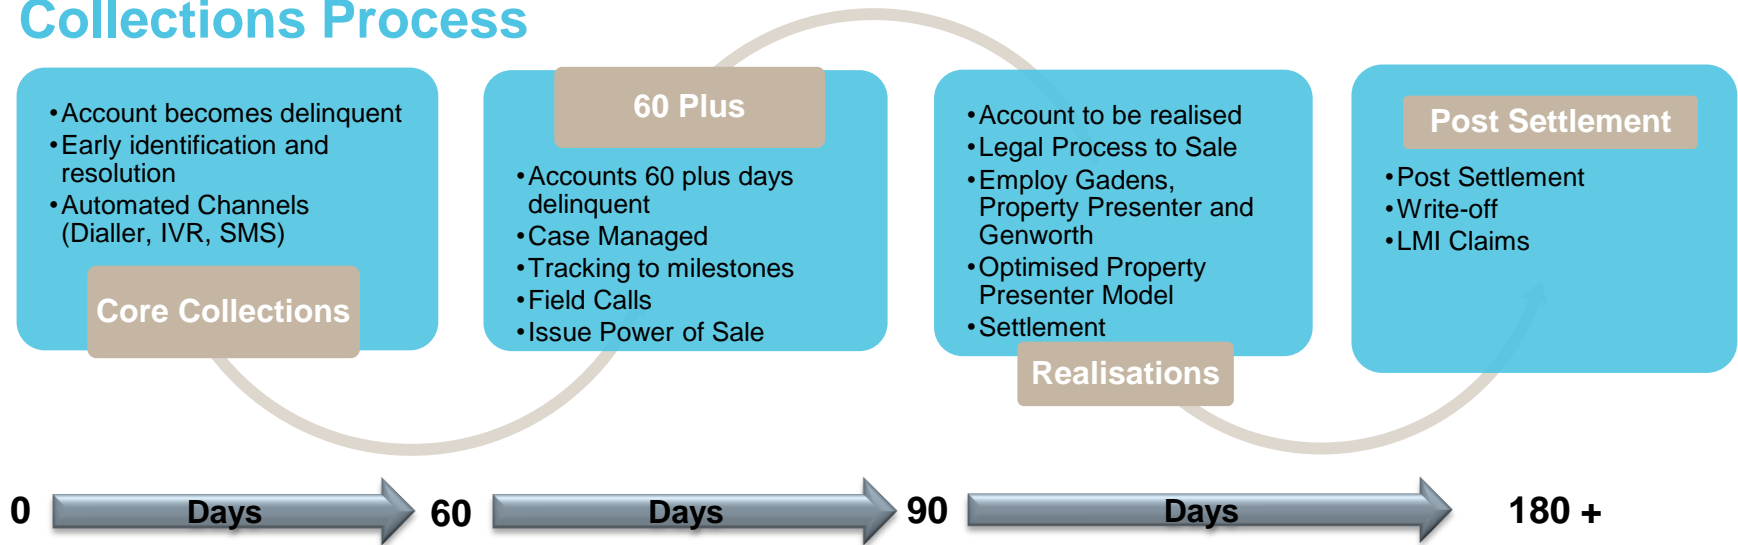 Collections Process
•Account becomes delinquent
•Early identification and
resolution
•Automated Channels
(Dialler, IVR, SMS)
Core Collections
60 Plus
•Accounts 60 plus days
delinquent
•Case Managed
•Tracking to milestones
•Field Calls
•Issue Power of Sale
•Account to be realised
•Legal Process to Sale
•Employ Gadens,
Property Presenter and
Genworth
•Optimised Property
Presenter Model
•Settlement
Realisations
Post Settlement
•Post Settlement
•Write-off
•LMI Claims
0 Days 60 Days 90 Days 180 +